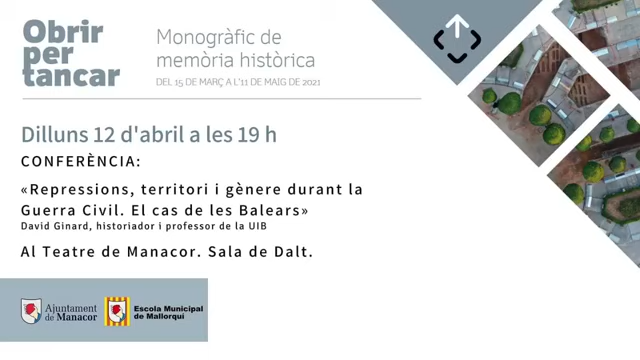 Obrir
per
tancar
Monogràfic de
memòria històrica
DEL 15 DE MARÇ A L'11 DE MAIG DE 2021
Dilluns 12 d'abril a les 19 h
CONFERÈNCIA:
«Repressions, territori i gènere durant la
Guerra Civil. El cas de les Balears»
David Ginard, historiador i professor de la UIB
Al Teatre de Manacor. Sala de Dalt.
Ajuntament
de Manacor
Escola Municipal
de Mallorquí